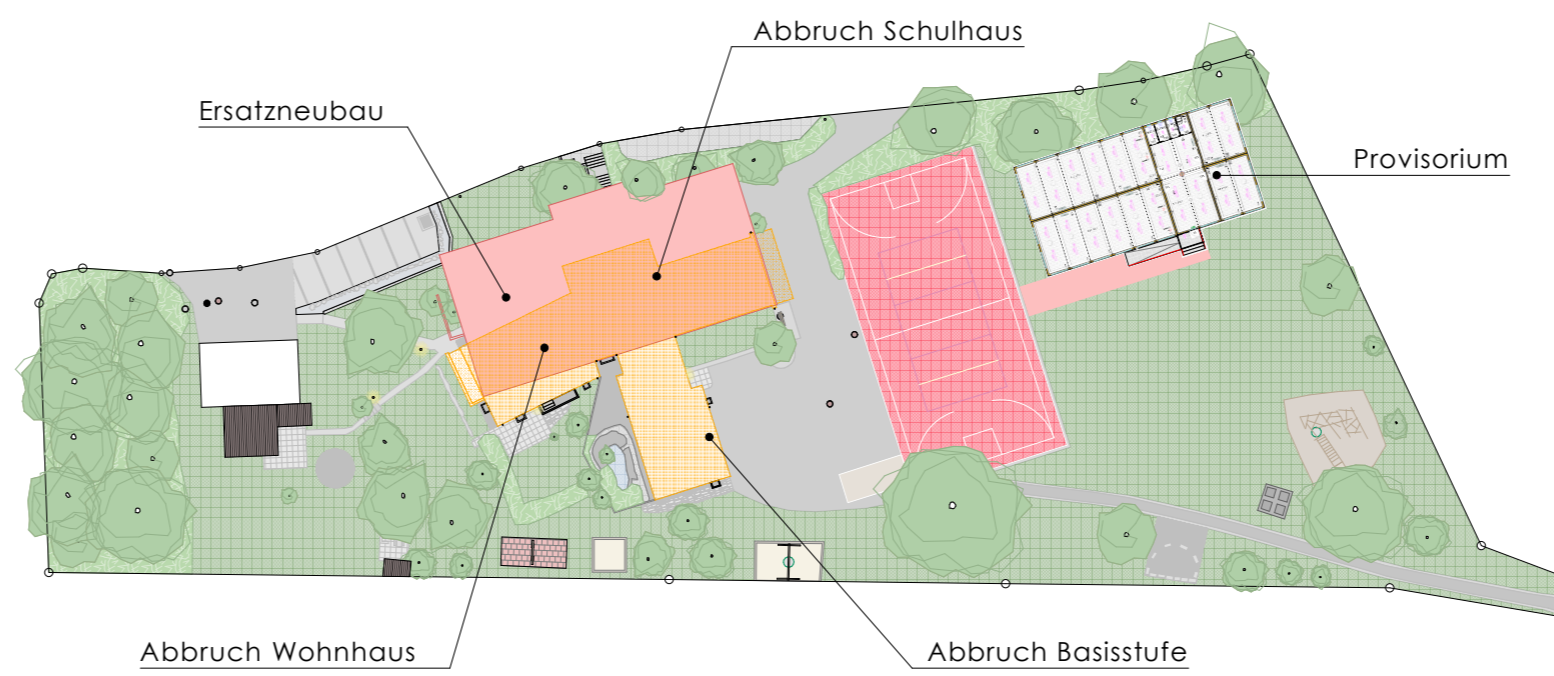 Abbruch Schulhaus
Ersatzneubau
Provisorium
Abbruch Wohnhaus
Abbruch Basisstufe